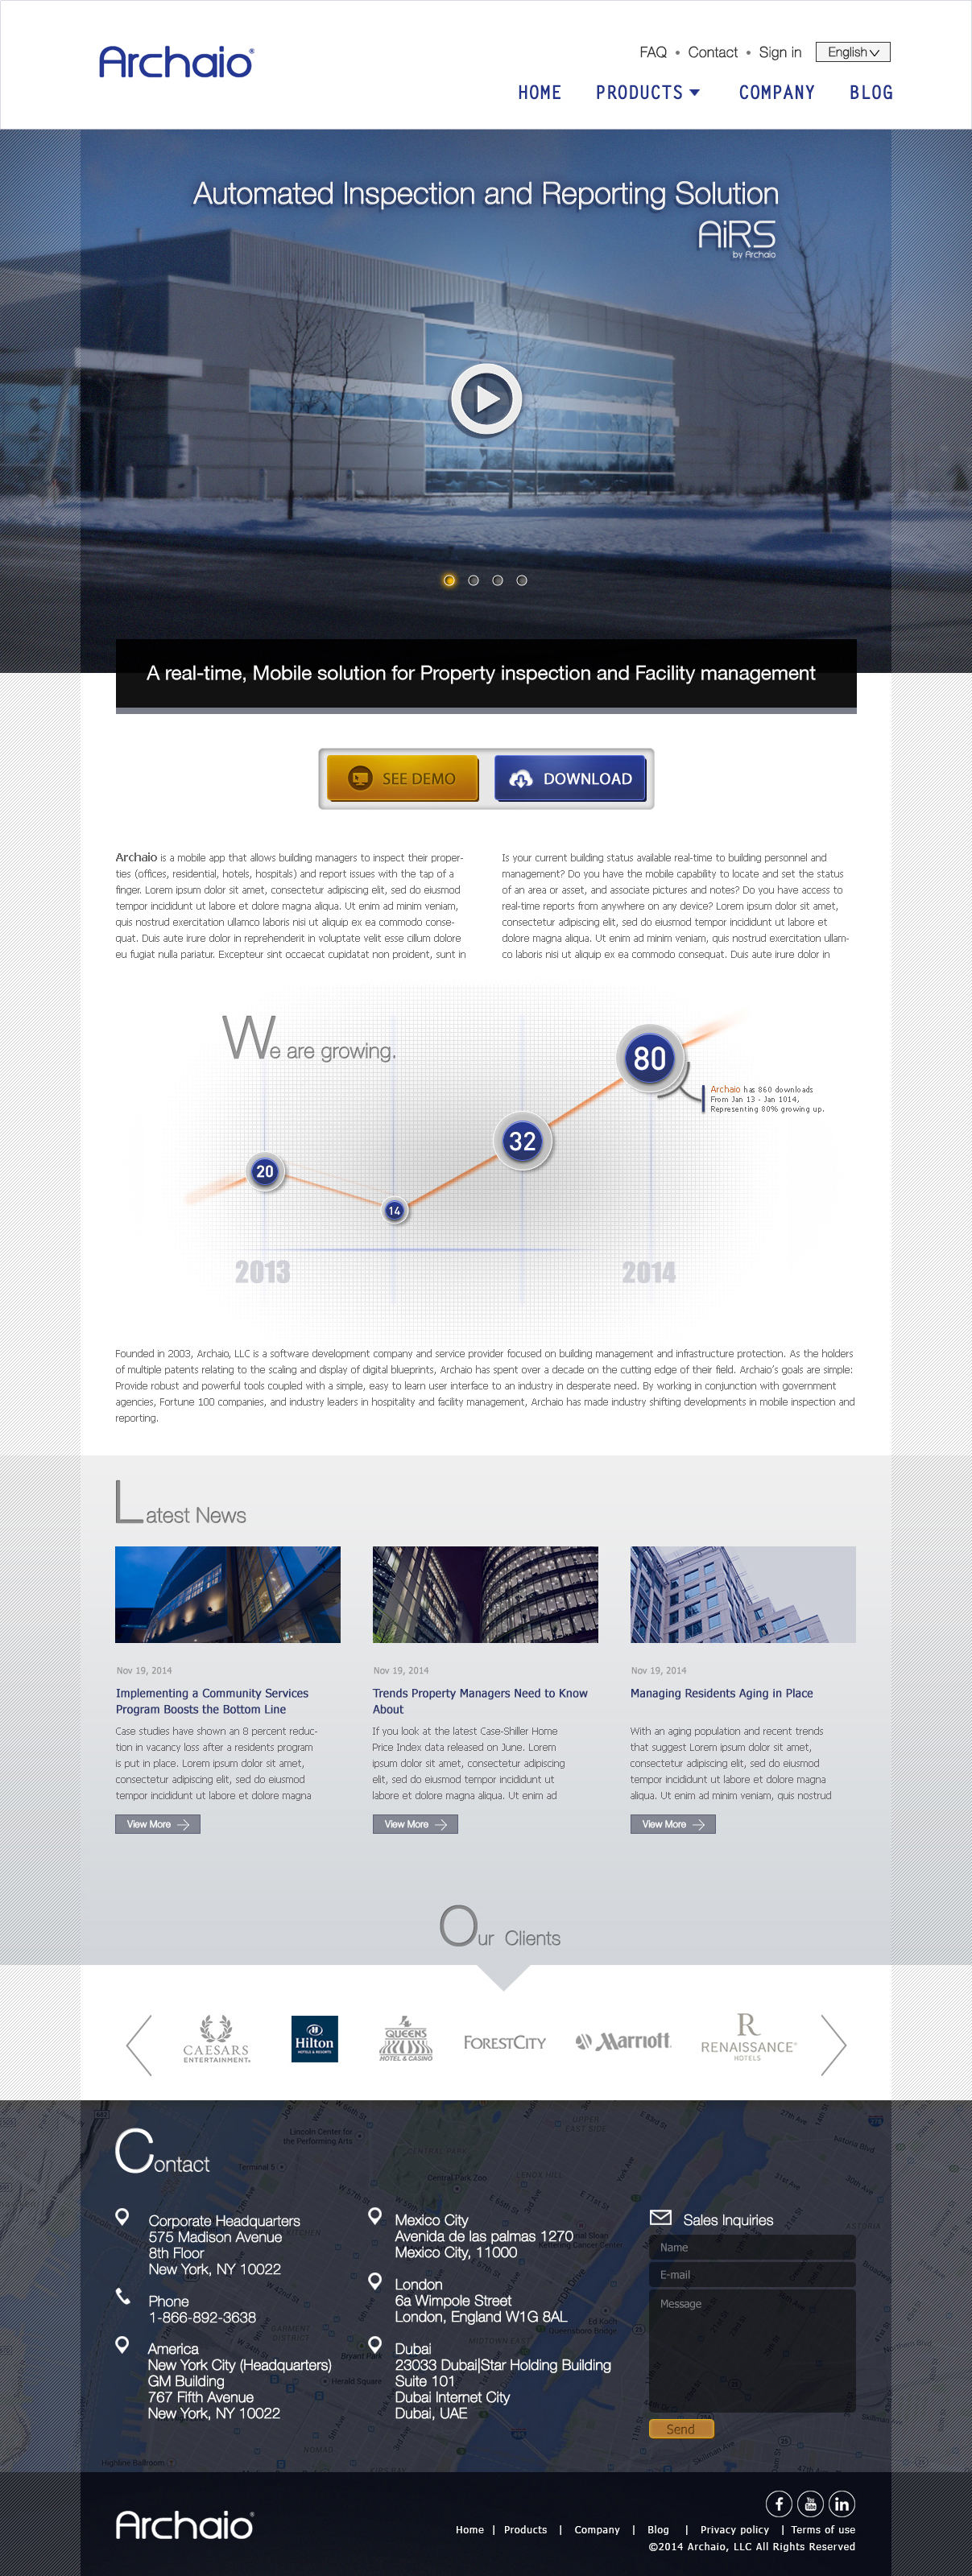 Archaio®
FAQ • Contact • Sign in English
HOME PRODUCTS COMPANY BLOG
Automated Inspection and Reporting Solution
AiRS
by Archaio
A real-time, Mobile solution for Property inspection and Facility management
SEE DEMO DOWNLOAD
Archaio is a mobile app that allows building managers to inspect their proper-
ties (offices, residential, hotels, hospitals) and report issues with the tap of a
finger. Lorem ipsum dolor sit amet, consectetur adipiscing elit, sed do eiusmod
tempor incididunt ut labore et dolore magna aliqua. Ut enim ad minim veniam,
quis nostrud exercitation ullamco laboris nisi ut aliquip ex ea commodo conse-
quat. Duis aute irure dolor in reprehenderit in voluptate velit esse cillum dolore
eu fugiat nulla pariatur. Excepteur sint occaecat cupidatat non proident, sunt in
Is your current building status available real-time to building personnel and
management? Do you have the mobile capability to locate and set the status
of an area or asset, and associate pictures and notes? Do you have access to
real-time reports from anywhere on any device? Lorem ipsum dolor sit amet,
consectetur adipiscing elit, sed do eiusmod tempor incididunt ut labore et
dolore magna aliqua. Ut enim ad minim veniam, quis nostrud exercitation ullam-
co laboris nisi ut aliquip ex ea commodo consequat. Duis aute irure dolor in
We are growing.
80
Archaio has 860 downloads
From Jan 13 - Jan 1014,
Representing 80% growing up.
32
20
14
2013 2014
Founded in 2003, Archaio, LLC is a software development company and service provider focused on building management and infrastructure protection. As the holders
of multiple patents relating to the scaling and display of digital blueprints, Archaio has spent over a decade on the cutting edge of their field. Archaio's goals are simple:
Provide robust and powerful tools coupled with a simple, easy to learn user interface to an industry in desperate need. By working in conjunction with government
agencies, Fortune 100 companies, and industry leaders in hospitality and facility management, Archaio has made industry shifting developments in mobile inspection and
reporting.
Latest News
Nov 19, 2014
Implementing a Community Services
Program Boosts the Bottom Line
Case studies have shown an 8 percent reduc-
tion in vacancy loss after a residents program
is put in place. Lorem ipsum dolor sit amet,
consectetur adipiscing elit, sed do eiusmod
tempor incididunt ut labore et dolore magna
View More
Nov 19, 2014
Trends Property Managers Need to Know
About
If you look at the latest Case-Shiller Home
Price Index data released on June. Lorem
ipsum dolor sit amet, consectetur adipiscing
elit, sed do eiusmod tempor incididunt ut
labore et dolore magna aliqua. Ut enim ad
View More
Nov 19, 2014
Managing Residents Aging in Place
With an aging population and recent trends
that suggest Lorem ipsum dolor sit amet,
consectetur adipiscing elit, sed do eiusmod
tempor incididunt ut labore et dolore magna
aliqua. Ut enim ad minim veniam, quis nostrud
View More
Our Clients
CAESARS
ENTERTAINMENT.
Hilton
HOTELS & RESORTS
QUEENS
HOTEL & CASINO
FORESTCITY
Marriott
R
RENAISSANCE
HOTELS
Contact
Corporate Headquarters
575 Madison Avenue
8th Floor
New York, NY 10022
Phone
1-866-892-3638
America
New York City (Headquarters)
GM Building
767 Fifth Avenue
New York, NY 10022
Mexico City
Avenida de las palmas 1270
Mexico City, 11000
London
6a Wimpole Street
London, England W1G 8AL
Dubai
23033 Dubai|Star Holding Building
Suite 101
Dubai Internet City
Dubai, UAE
Sales Inquiries
Name
E-mail
Message
Send
Archaio®
You Tube
Home | Products | Company | Blog | Privacy policy | Terms of use
©2014 Archaio, LLC All Rights Reserved